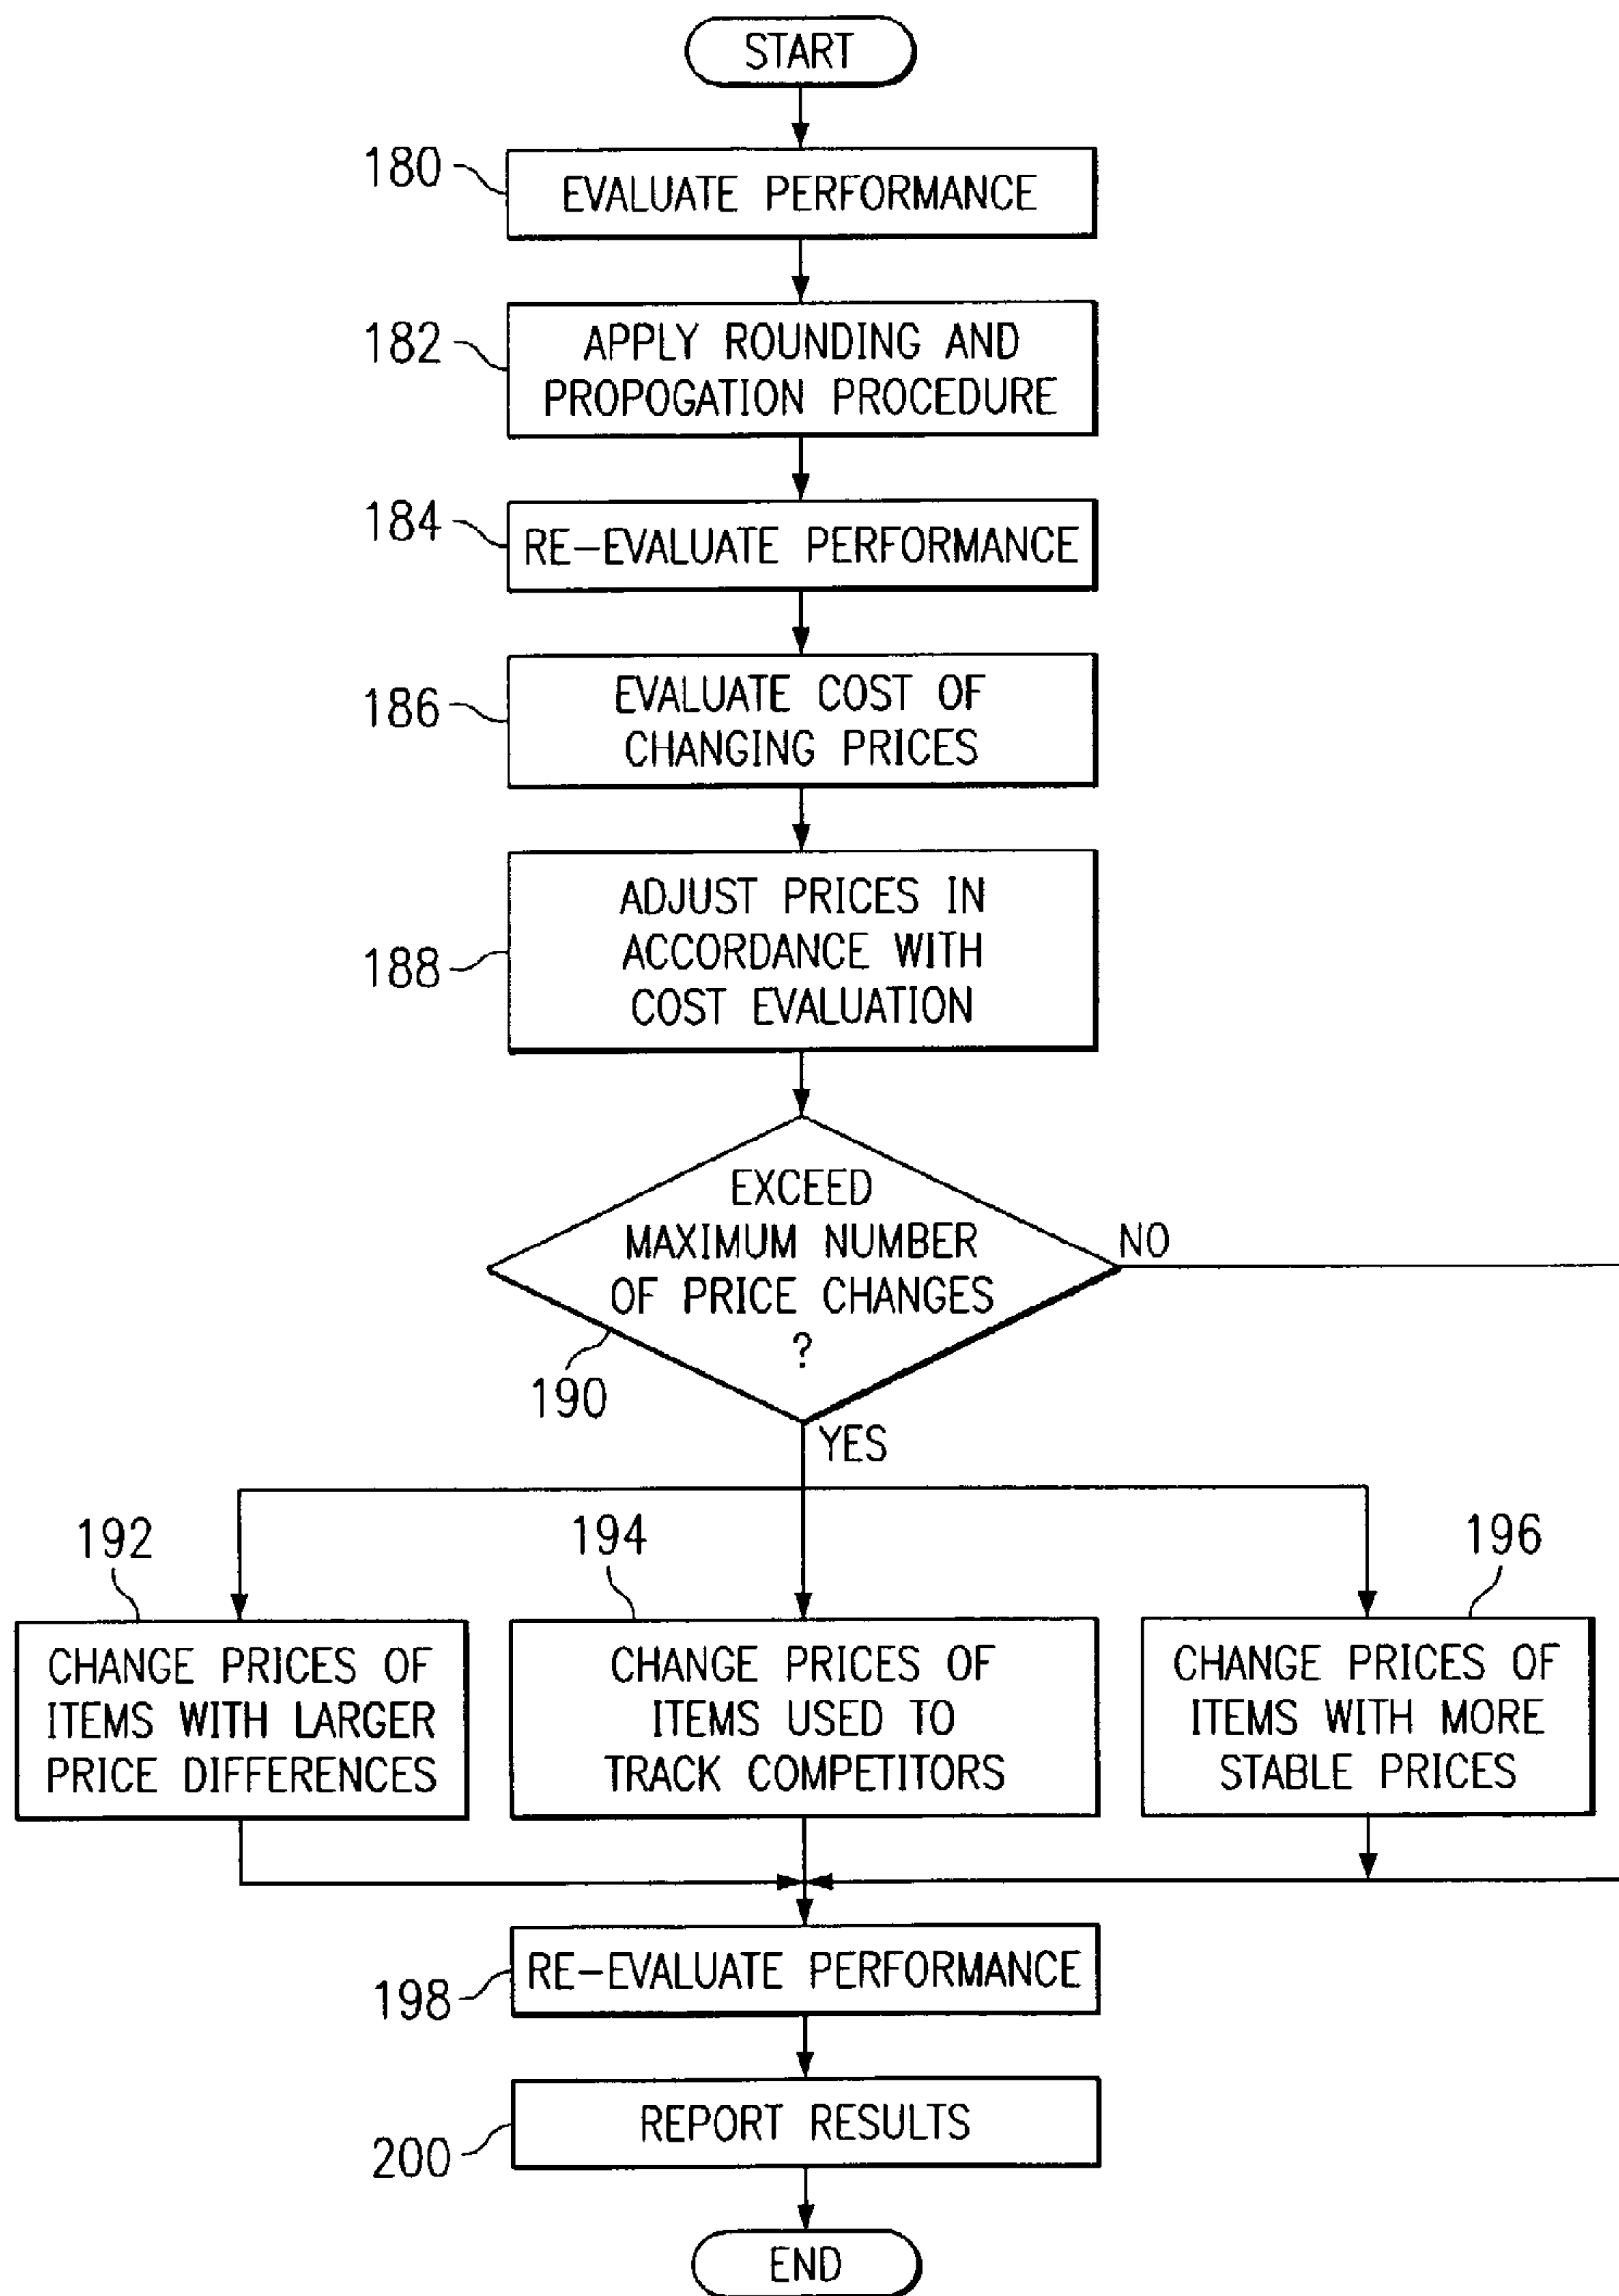 START
180
EVALUATE PERFORMANCE
182
APPLY ROUNDING AND
PROPOGATION PROCEDURE
184
RE-EVALUATE PERFORMANCE
186
EVALUATE COST OF
CHANGING PRICES
188
ADJUST PRICES IN
ACCORDANCE WITH
COST EVALUATION
EXCEED
MAXIMUM NUMBER
OF PRICE CHANGES
?
NO
190
YES
192
CHANGE PRICES OF
ITEMS WITH LARGER
PRICE DIFFERENCES
194
CHANGE PRICES OF
ITEMS USED TO
TRACK COMPETITORS
196
CHANGE PRICES OF
ITEMS WITH MORE
STABLE PRICES
198
RE-EVALUATE PERFORMANCE
200
REPORT RESULTS
END